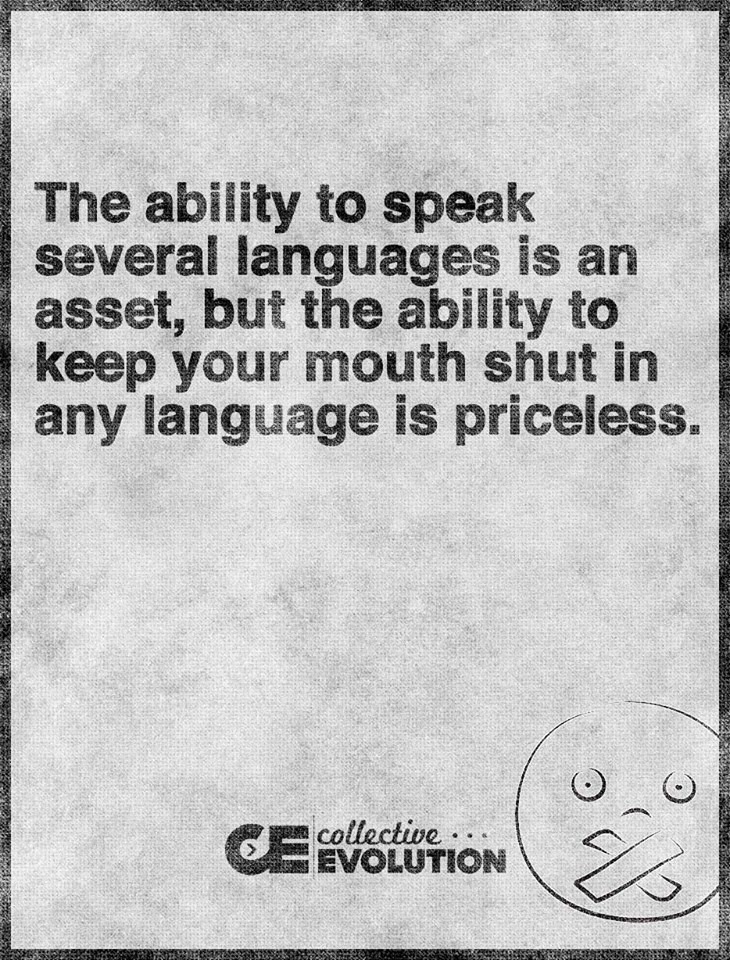 The ability to speak
several languages is an
asset, but the ability to
keep your mouth shut in
any language is priceless.
CE collective ...
EVOLUTION